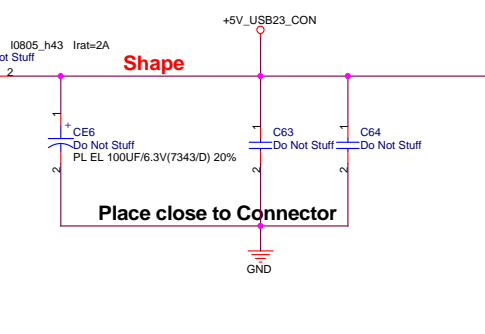 +5V_USB23_CON
l0805_h43 Irat=2A
ot Stuff
2
Shape
1
+
CE6
Do Not Stuff
PL EL 100UF/6.3V(7343/D) 20%
2
1
C63
Do Not Stuff
2
1
C64
Do Not Stuff
2
Place close to Connector
GND